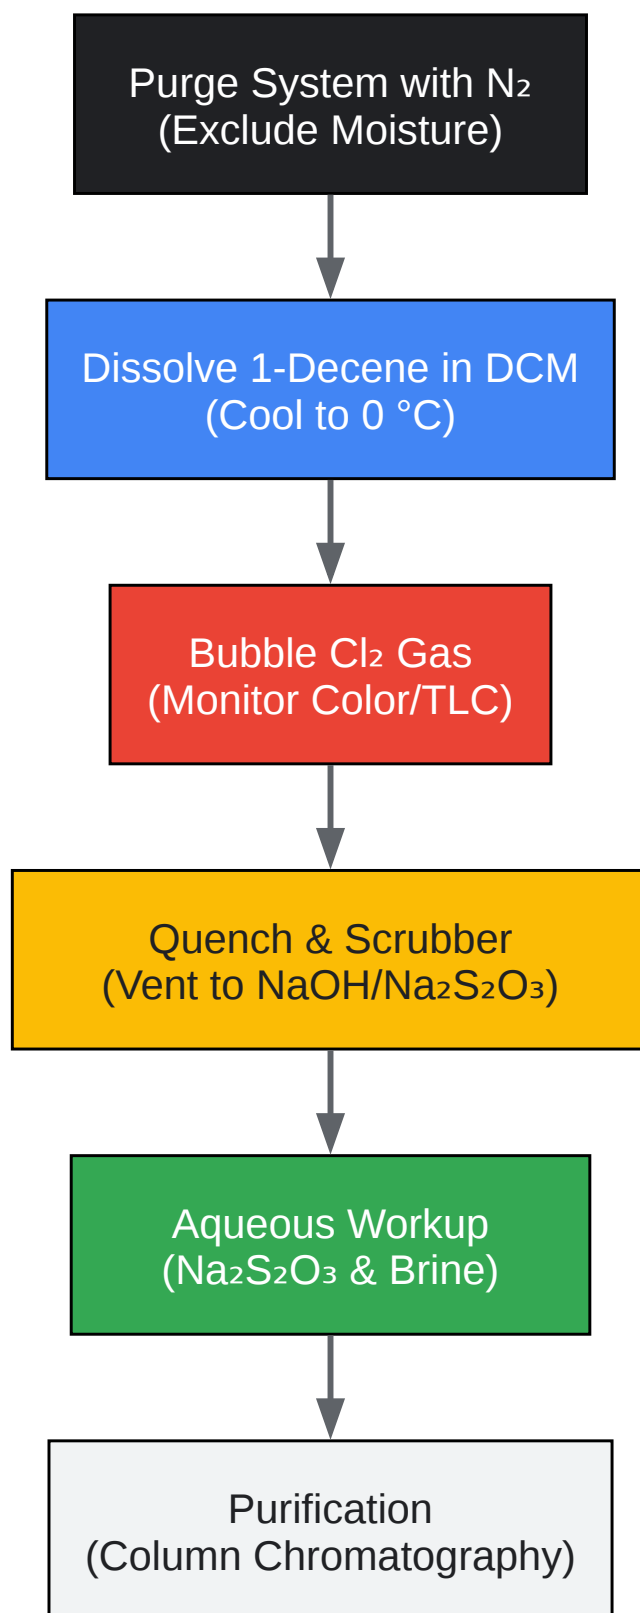 Purge System with N₂
(Exclude Moisture)
Dissolve 1-Decene in DCM
(Cool to 0 °C)
Bubble Cl₂ Gas
(Monitor Color/TLC)
Quench & Scrubber
(Vent to NaOH/Na₂S₂O₃)
Aqueous Workup
(Na₂S₂O₃ & Brine)
Purification
(Column Chromatography)